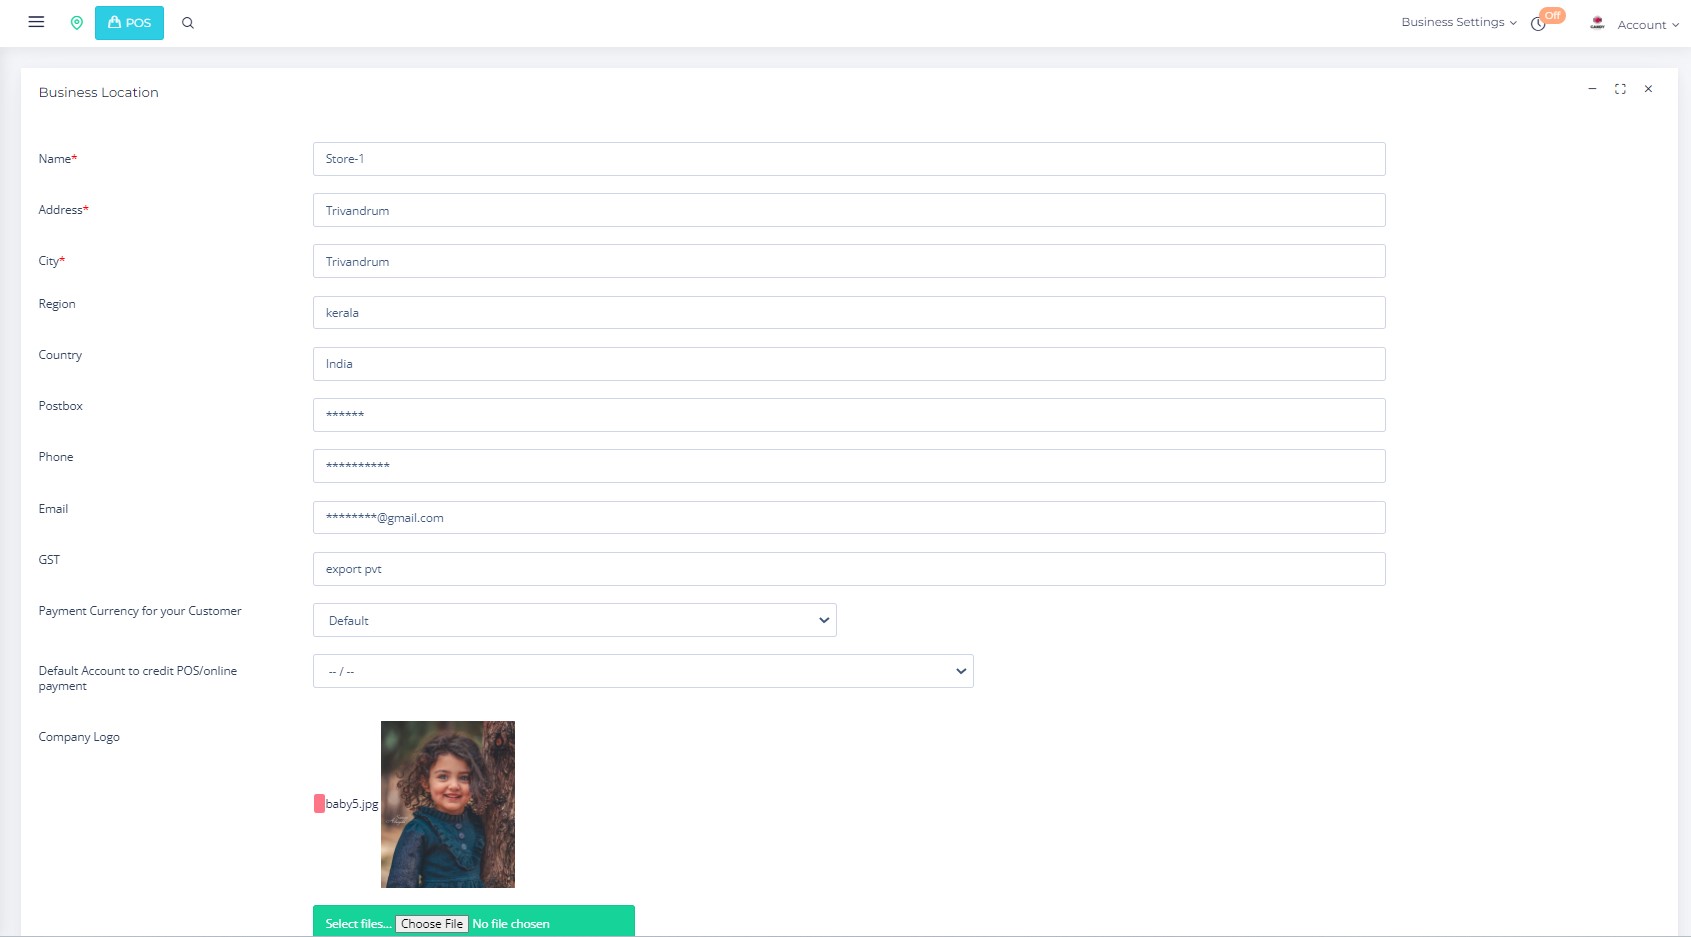 POS
Business Settings
Off
Account
Business Location
Name*
Store-1
Address*
Trivandrum
City*
Trivandrum
Region
kerala
Country
India
Postbox
******
Phone
**********
Email
********@gmail.com
GST
export pvt
Payment Currency for your Customer
Default
Default Account to credit POS/online
payment
-- / --
Company Logo
baby5.jpg
Select files... Choose File No file chosen